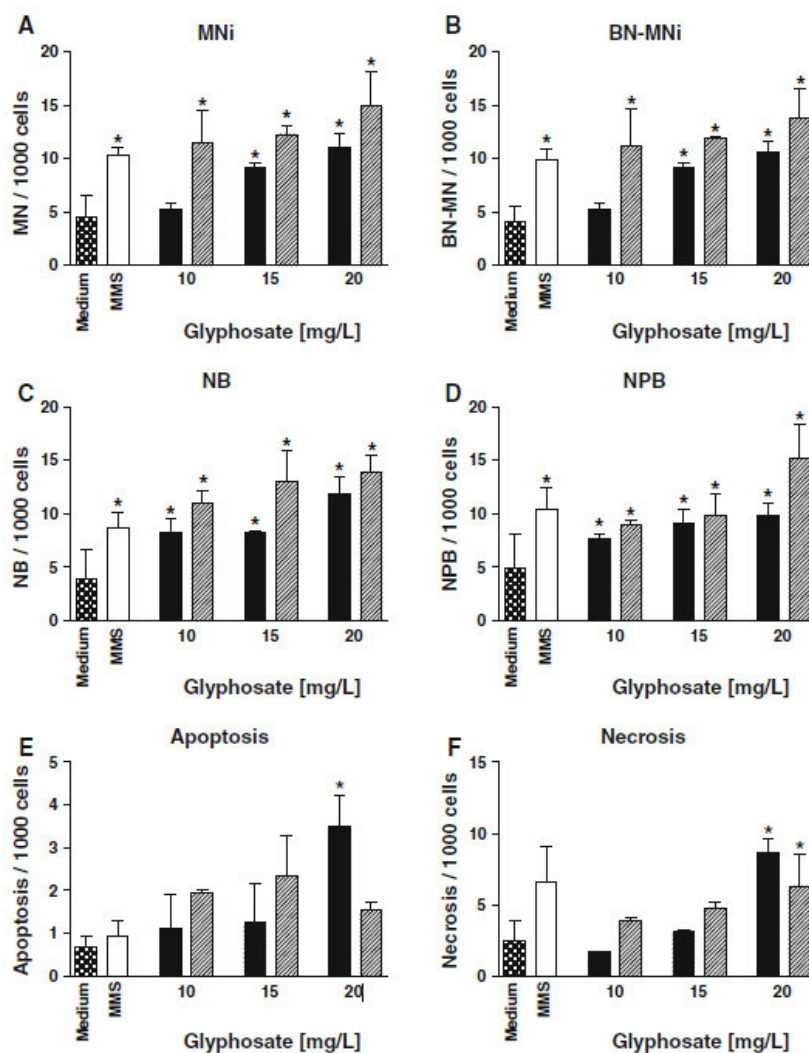 A
MNi
MN / 1000 cells
20
15
10
5
0
* * * * * *
Medium
MMS
10 15 20
Glyphosate [mg/L]
B
BN-MNi
BN-MN / 1000 cells
20
15
10
5
0
* * * * * *
Medium
MMS
10 15 20
Glyphosate [mg/L]
C
NB
NB / 1000 cells
20
15
10
5
0
* * * * * * *
Medium
MMS
10 15 20
Glyphosate [mg/L]
D
NPB
NPB / 1000 cells
20
15
10
5
0
* * * * * * *
Medium
MMS
10 15 20
Glyphosate [mg/L]
E
Apoptosis
Apoptosis / 1000 cells
5
4
3
2
1
0
*
Medium
MMS
10 15 20
Glyphosate [mg/L]
F
Necrosis
Necrosis / 1000 cells
15
10
5
0
* *
Medium
MMS
10 15 20
Glyphosate [mg/L]